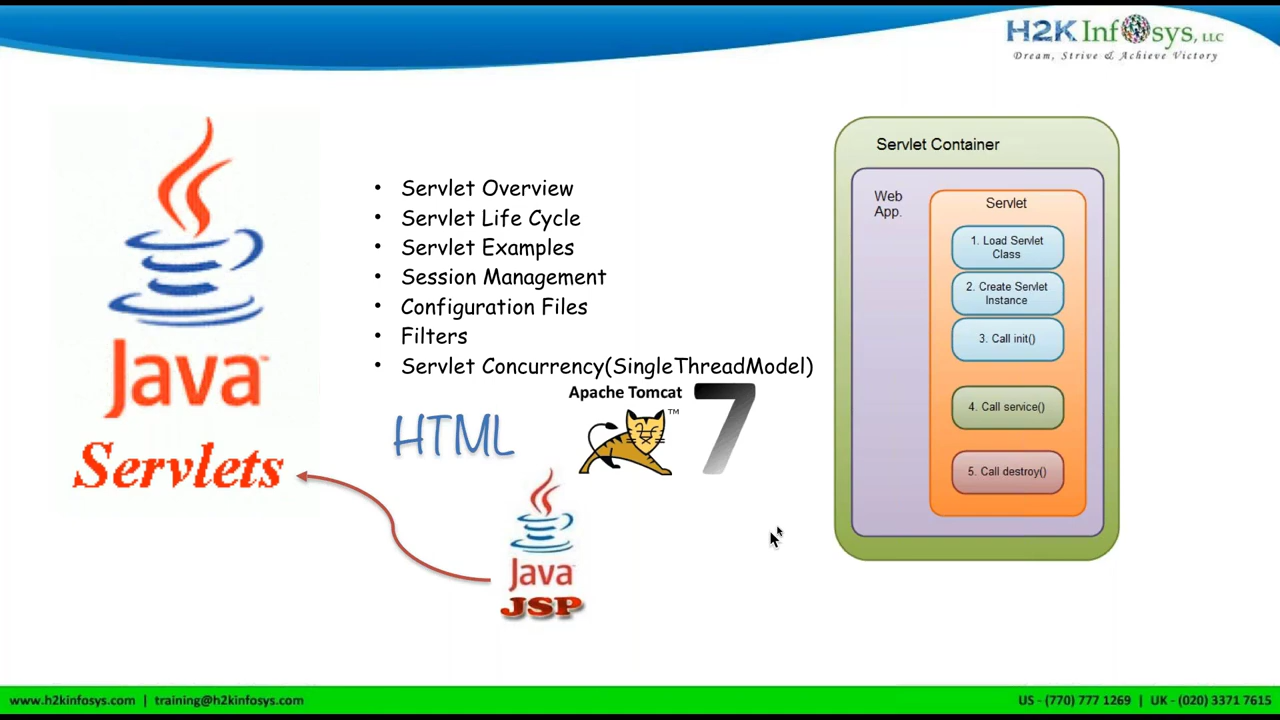 H2K Infosys, LLC
Dream, Strive & Achieve Victory
Java™
Servlets
• Servlet Overview
• Servlet Life Cycle
• Servlet Examples
• Session Management
• Configuration Files
• Filters
• Servlet Concurrency(SingleThreadModel)
HTML
Apache Tomcat
TM
7
Java
JSP
Servlet Container
Web
App.
Servlet
1. Load Servlet
Class
2. Create Servlet
Instance
3. Call init()
4. Call service()
5. Call destroy()
www.h2kinfosys.com | training@h2kinfosys.com
US - (770) 777 1269 | UK - (020) 3371 7615